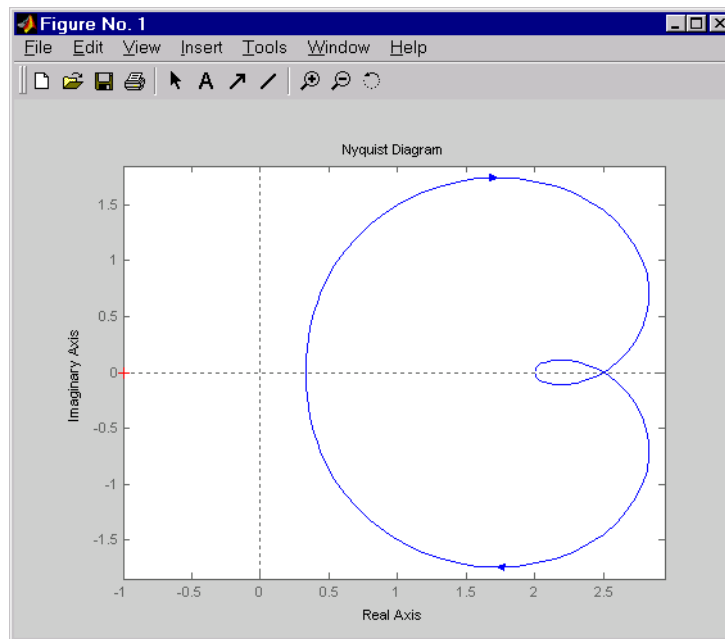 Figure No. 1
File Edit View Insert Tools Window Help
A
Nyquist Diagram
1.5
1
0.5
0
-0.5
-1
-1.5
Imaginary Axis
-1 -0.5 0 0.5 1 1.5 2 2.5
Real Axis